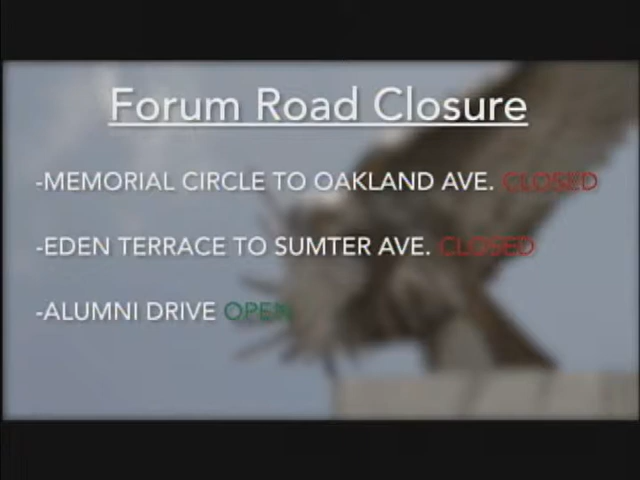 Forum Road Closure
-MEMORIAL CIRCLE TO OAKLAND AVE. CLOSED
-EDEN TERRACE TO SUMTER AVE. CLOSED
-ALUMNI DRIVE OPEN